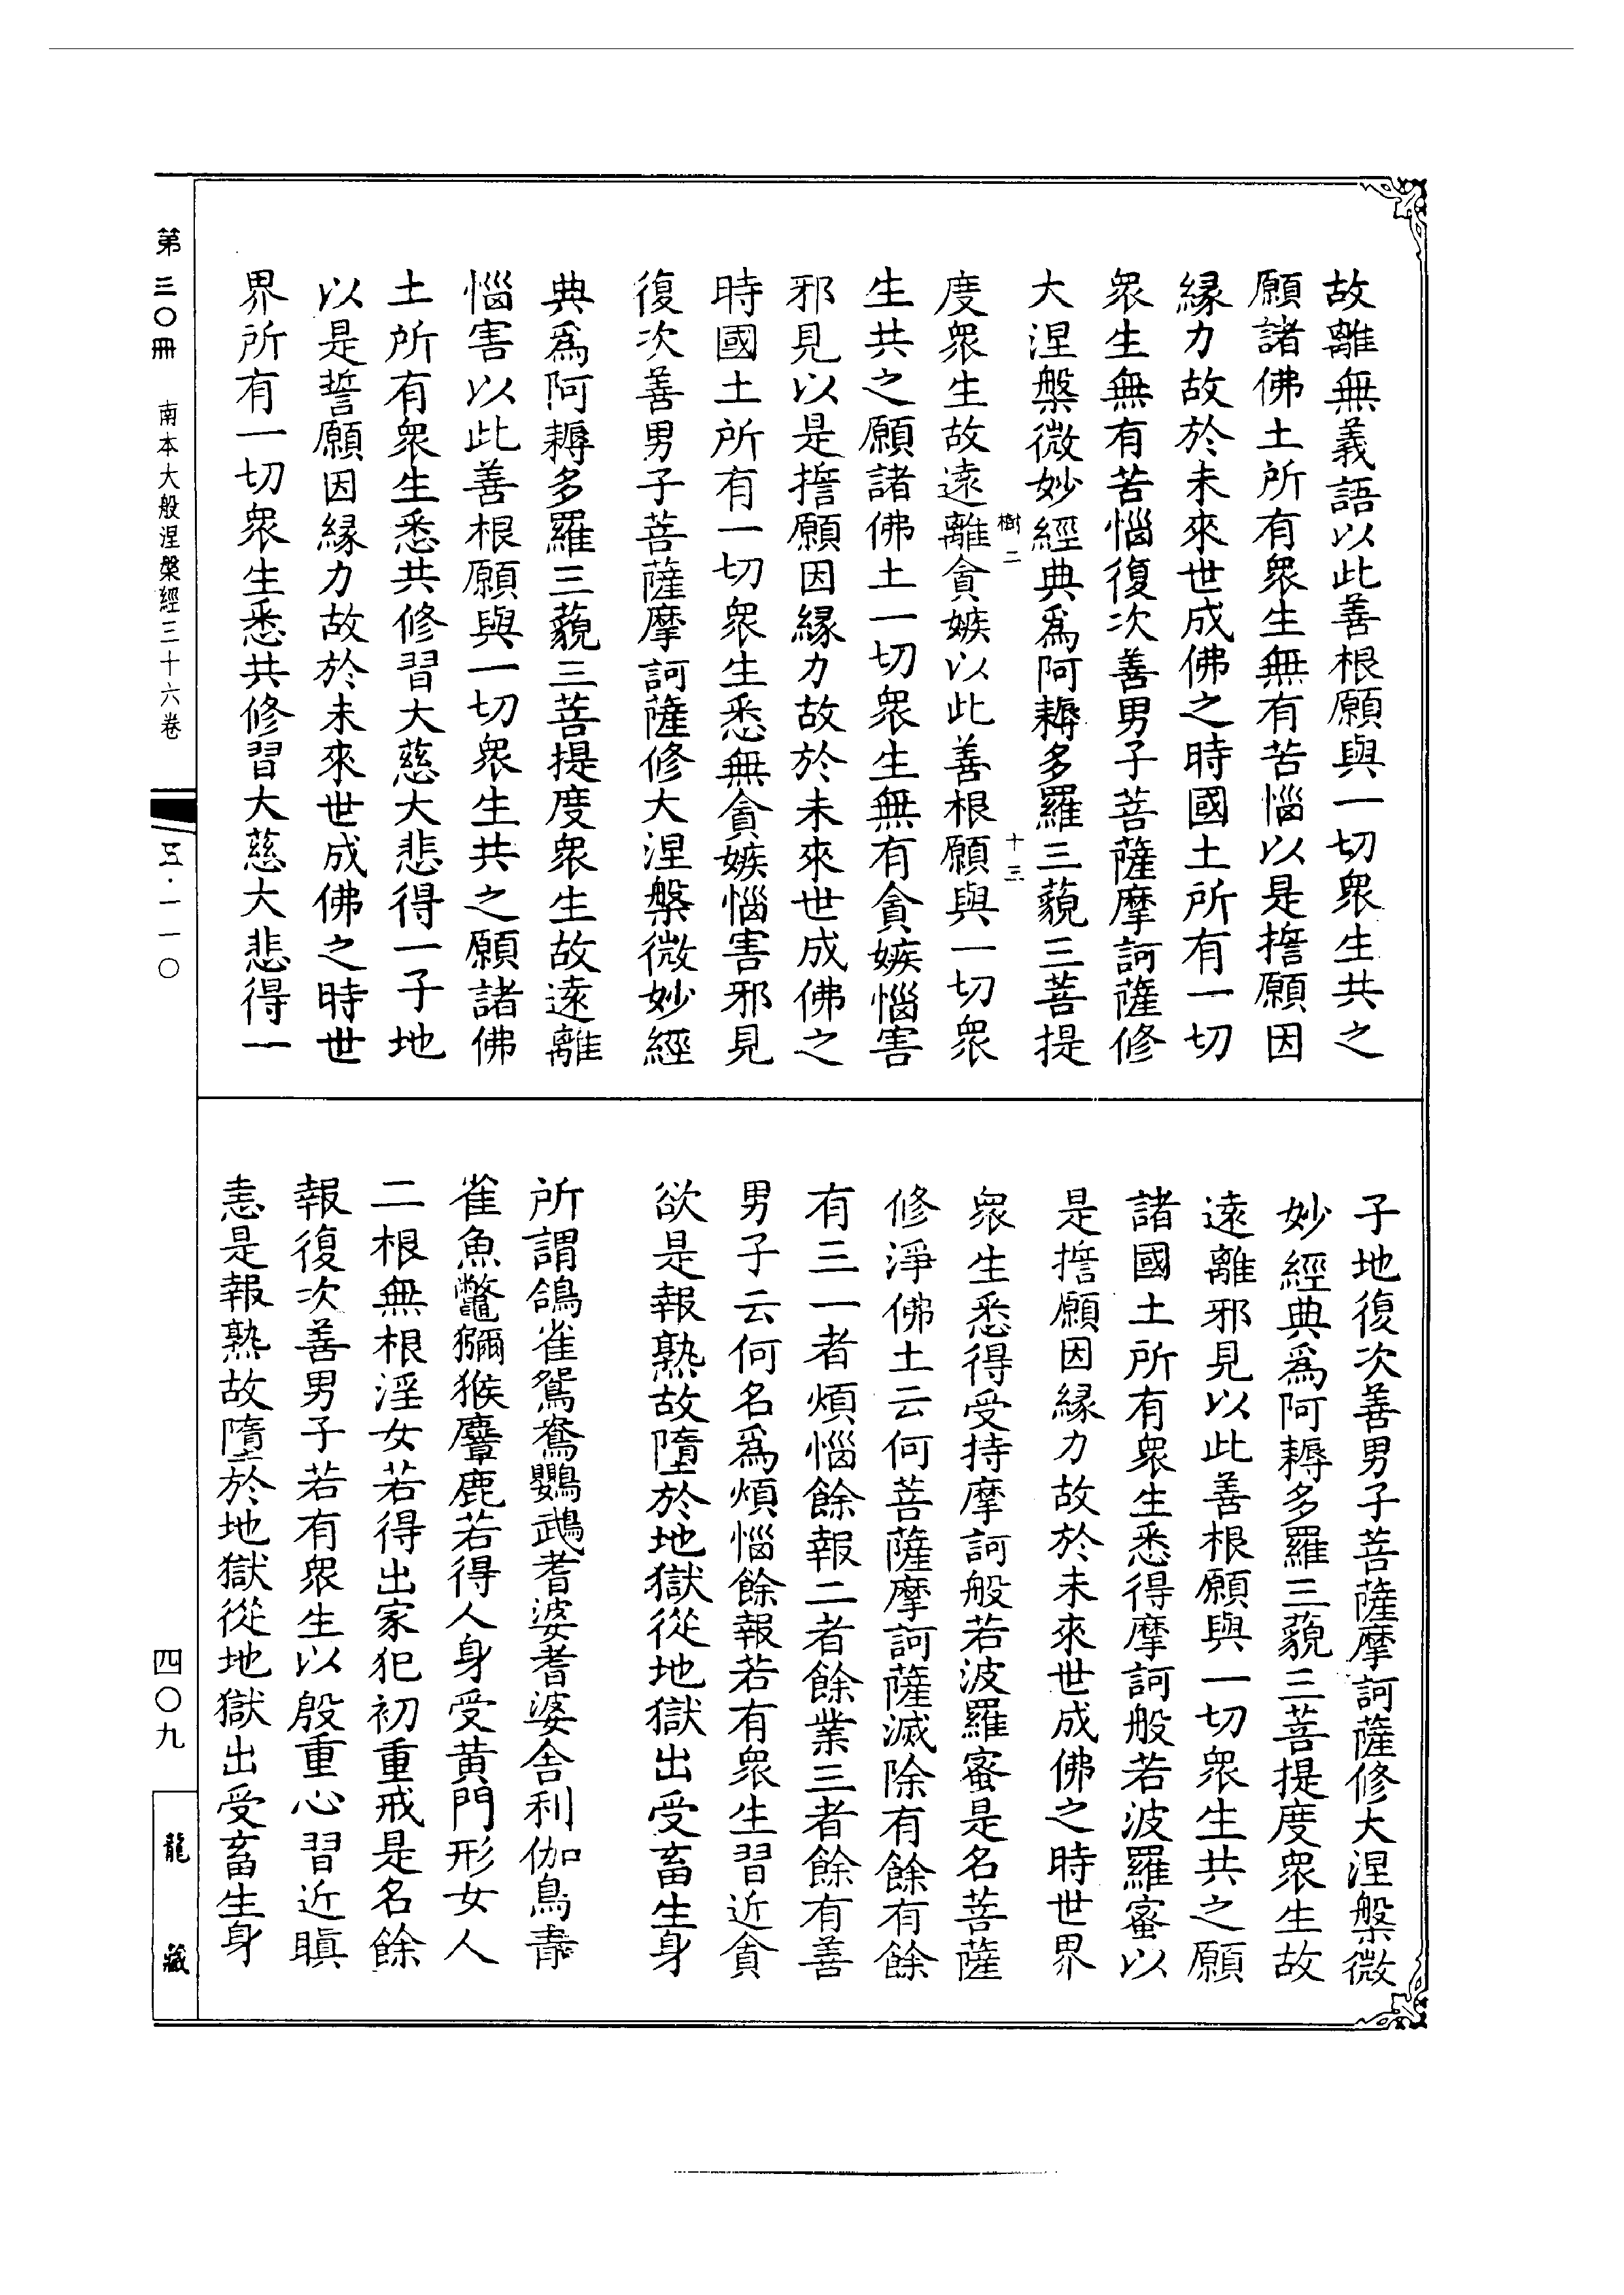 故離無義語以此善根願與一切衆生共之
願諸佛土所有衆生無有苦惱以是誓願因
縁力故於未來世成佛之時國土所有一切
衆生無有苦惱復次善男子菩薩摩訶薩修
大涅槃微妙經典爲阿耨多羅三藐三菩提
樹二
十三
度衆生故遠離貪嫉以此善根願與一切衆
生共之願諸佛土一切衆生無有貪嫉惱害
邪見以是誓願因縁力故於未來世成佛之
時國土所有一切衆生悉無貪嫉惱害邪見
復次善男子菩薩摩訶薩修大涅槃微妙經
典爲阿耨多羅三藐三菩提度衆生故遠離
惱害以此善根願與一切衆生共之願諸佛
土所有衆生悉共修習大慈大悲得一子地
以是誓願因縁力故於未來世成佛之時世
界所有一切衆生悉共修習大慈大悲得一
子地復次善男子菩薩摩訶薩修大涅槃微
妙經典爲阿耨多羅三藐三菩提度衆生故
遠離邪見以此善根願與一切衆生共之願
諸國土所有衆生悉得摩訶般若波羅蜜以
是誓願因縁力故於未來世成佛之時世界
衆生悉得受持摩訶般若波羅蜜是名菩薩
修淨佛土云何菩薩摩訶薩滅除有餘有餘
有三一者煩惱餘報二者餘業三者餘有善
男子云何名爲煩惱餘報若有衆生習近貪
欲是報熟故墮於地獄從地獄出受畜生身
所謂鴿雀鴛鴦鸚鵡耆婆耆婆舍利伽鳥青
雀魚鼈獼猴麞鹿若得人身受黄門形女人
二根無根淫女若得出家犯初重戒是名餘
報復次善男子若有衆生以殷重心習近瞋
恚是報熟故墮於地獄從地獄出受畜生身
第三〇冊 南本大般涅槃經三十六卷
五·一一〇
四〇九
龍藏